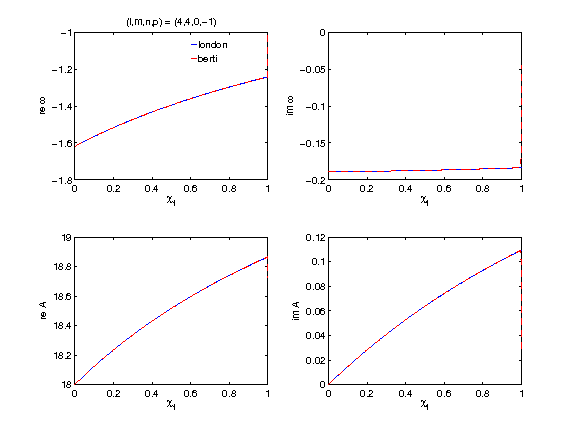 (l,m,n,p) = (4,4,0,−1)
−1
−1.2
−1.4
−1.6
−1.8
re ω
london
berti
0 0.2 0.4 0.6 0.8 1
χf
0
−0.05
−0.1
−0.15
−0.2
im ω
0 0.2 0.4 0.6 0.8 1
χf
19
18.8
18.6
18.4
18.2
18
re A
0 0.2 0.4 0.6 0.8 1
χf
0.12
0.1
0.08
0.06
0.04
0.02
0
im A
0 0.2 0.4 0.6 0.8 1
χf